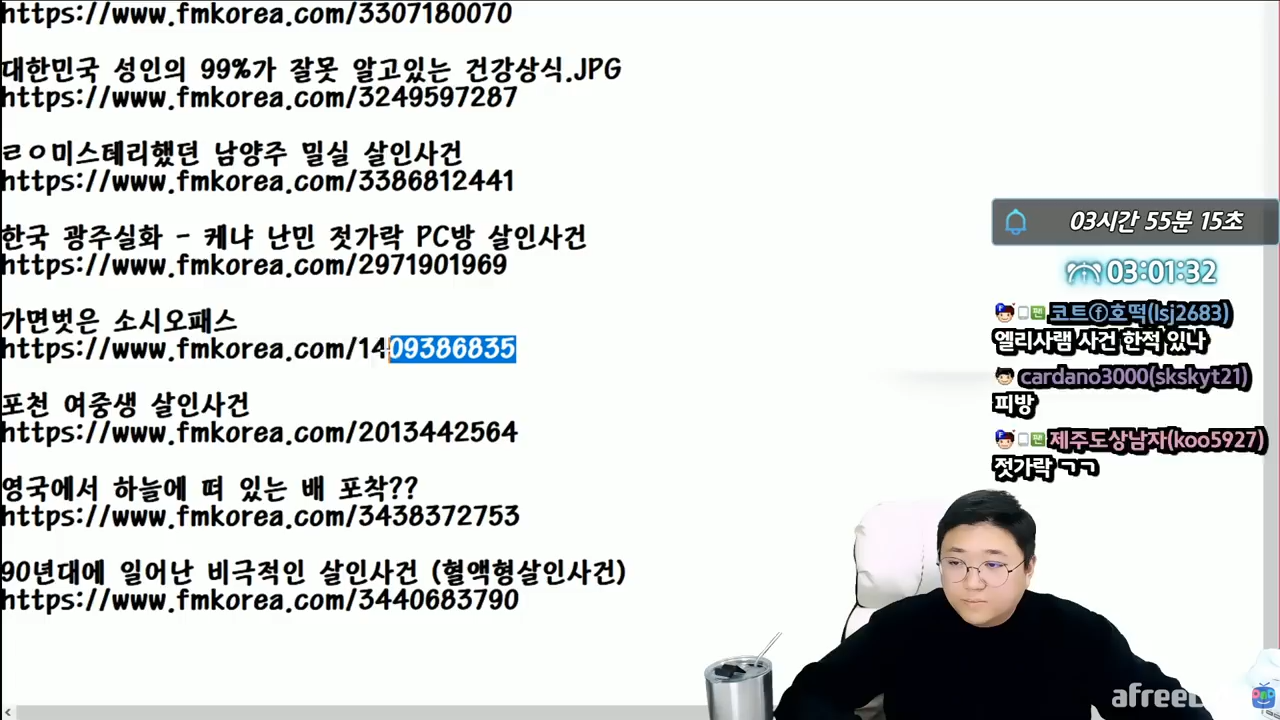 https://www.fmkorea.com/3307180070
대한민국 성인의 99%가 잘못 알고있는 건강상식.JPG
https://www.fmkorea.com/3249597287
ㄹㅇ미스테리했던 남양주 밀실 살인사건
https://www.fmkorea.com/3386812441
한국 광주실화 - 케냐 난민 젓가락 PC방 살인사건
https://www.fmkorea.com/2971901969
가면벗은 소시오패스
https://www.fmkorea.com/1409386835
포천 여중생 살인사건
https://www.fmkorea.com/2013442564
영국에서 하늘에 떠 있는 배 포착??
https://www.fmkorea.com/3438372753
90년대에 일어난 비극적인 살인사건 (혈액형살인사건)
https://www.fmkorea.com/3440683790
03시간 55분 15초
03:01:32
팬 코트ⓕ호떡(lsj2683)
엘리사램 사건 한적 있나
cardano3000(skskyt21)
피방
팬 제주도상남자(koo5927)
젓가락 ㄱㄱ
afree